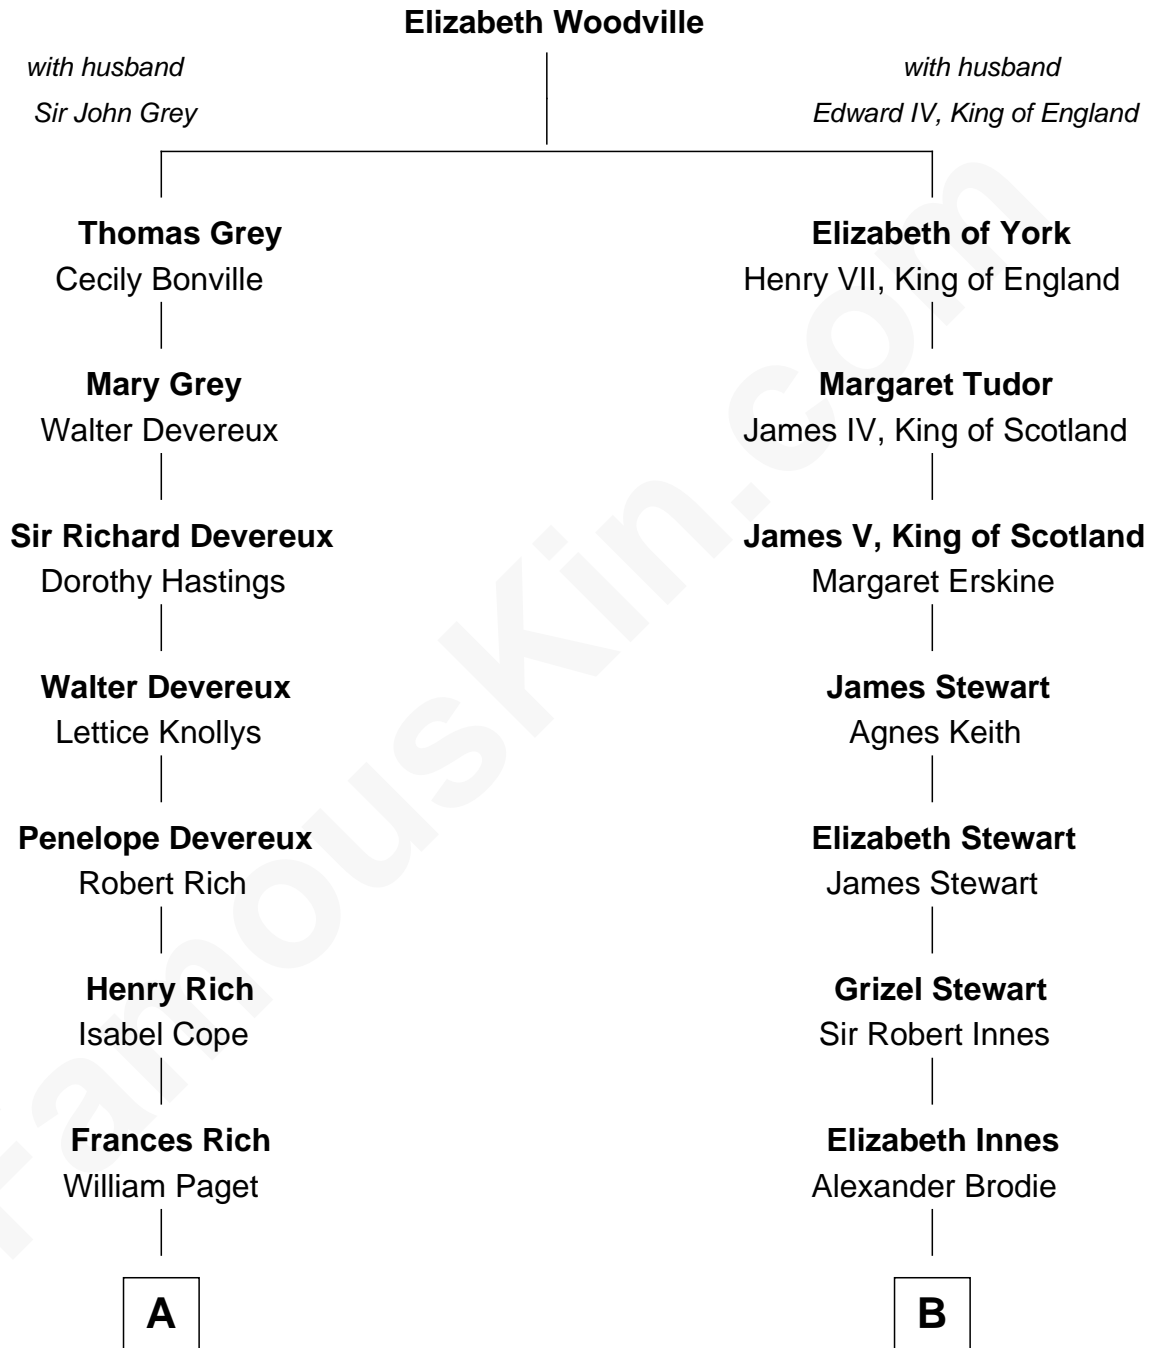 Elizabeth Woodville
with husband
Sir John Grey
with husband
Edward IV, King of England
Thomas Grey
Cecily Bonville
Elizabeth of York
Henry VII, King of England
Mary Grey
Walter Devereux
Margaret Tudor
James IV, King of Scotland
Sir Richard Devereux
Dorothy Hastings
James V, King of Scotland
Margaret Erskine
Walter Devereux
Lettice Knollys
James Stewart
Agnes Keith
Penelope Devereux
Robert Rich
Elizabeth Stewart
James Stewart
Henry Rich
Isabel Cope
Grizel Stewart
Sir Robert Innes
Frances Rich
William Paget
Elizabeth Innes
Alexander Brodie
A
B
FamousKin.com